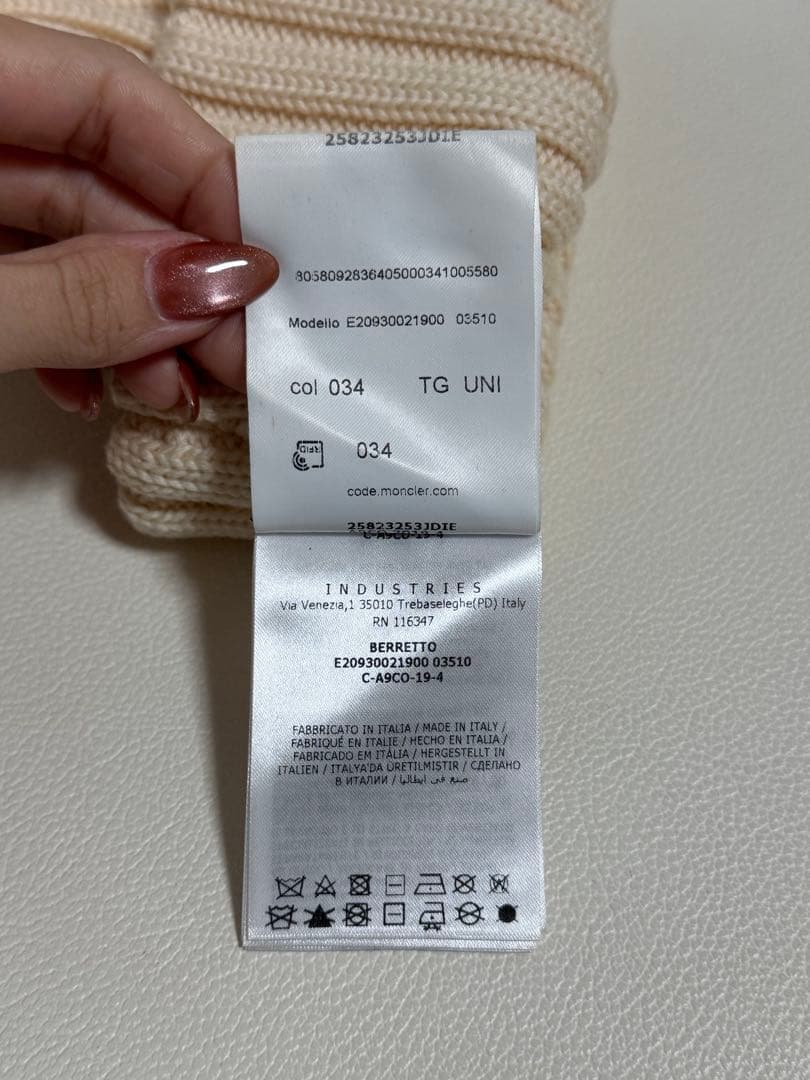 25823253JDIE
8058092836405000341005580
Modello E20930021900 03510
col 034 TG UNI
RFID 034
code.moncler.com
25823253JDIE
C-A9CO-19-4
INDUSTRIES
Via Venezia,1 35010 Trebaseleghe(PD) Italy
RN 116347
BERRETTO
E20930021900 03510
C-A9CO-19-4
FABBRICATO IN ITALIA / MADE IN ITALY /
FABRIQUÉ EN ITALIE / HECHO EN ITALIA /
FABRICADO EM ITÁLIA / HERGESTELLT IN
ITALIEN / ITALYA'DA ÜRETILMISTIR / СДЕЛАНО
В ИТАЛИИ / صنع في ايطاليا